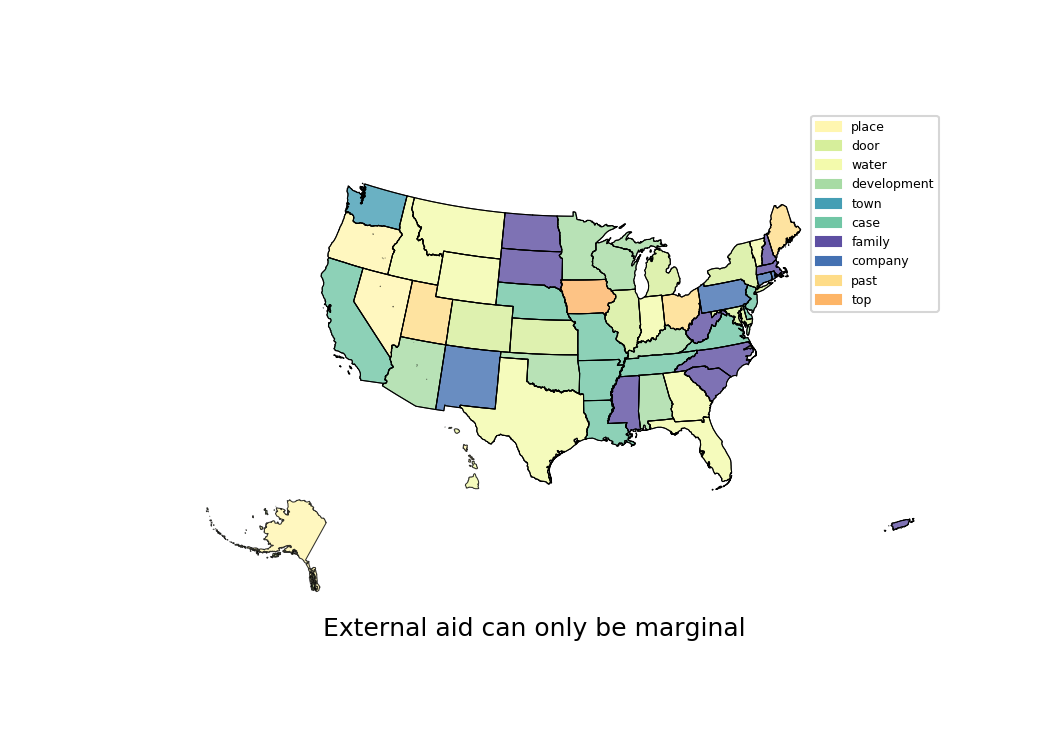 place
door
water
development
town
case
family
company
past
top
External aid can only be marginal